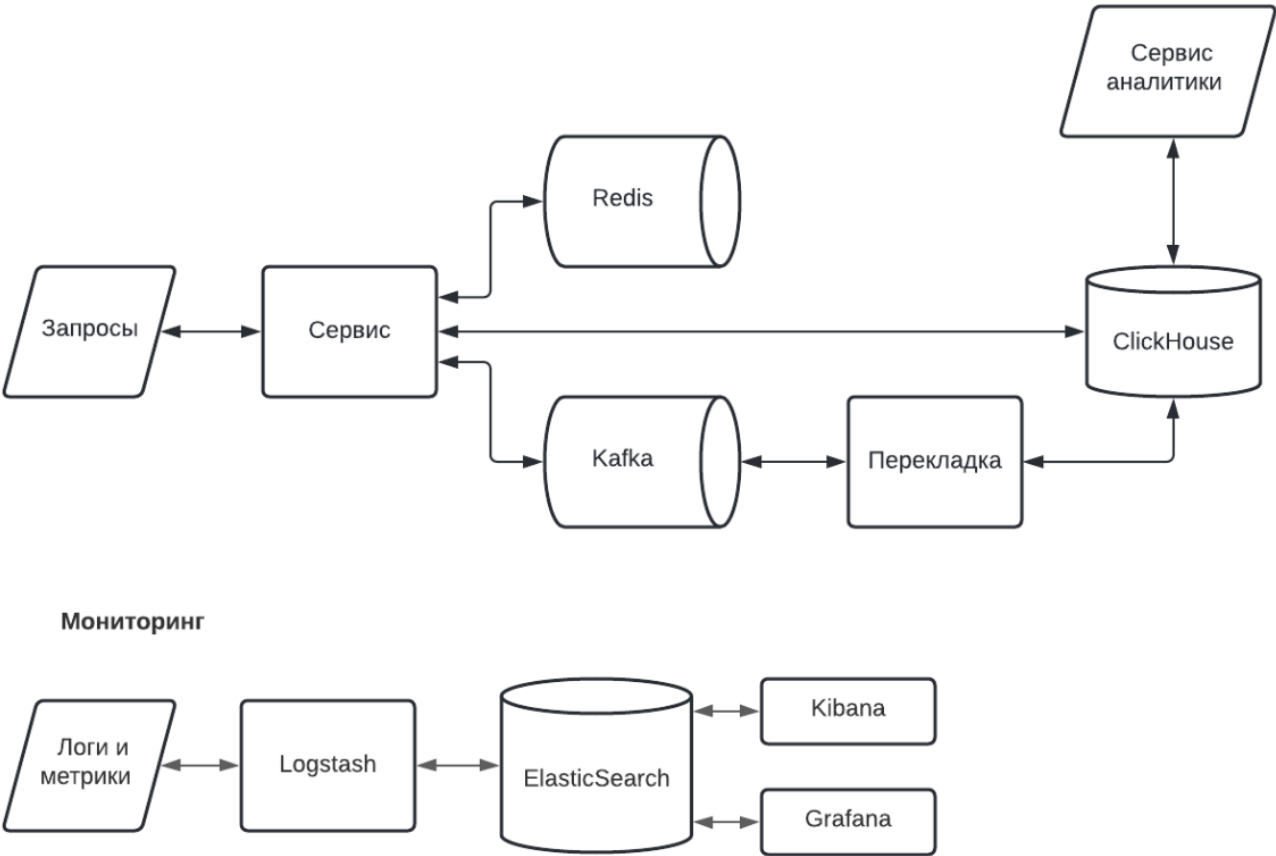 Сервис
аналитики
Redis
Запросы
Сервис
ClickHouse
Kafka
Перекладка
Мониторинг
Логи и
метрики
Logstash
ElasticSearch
Kibana
Grafana